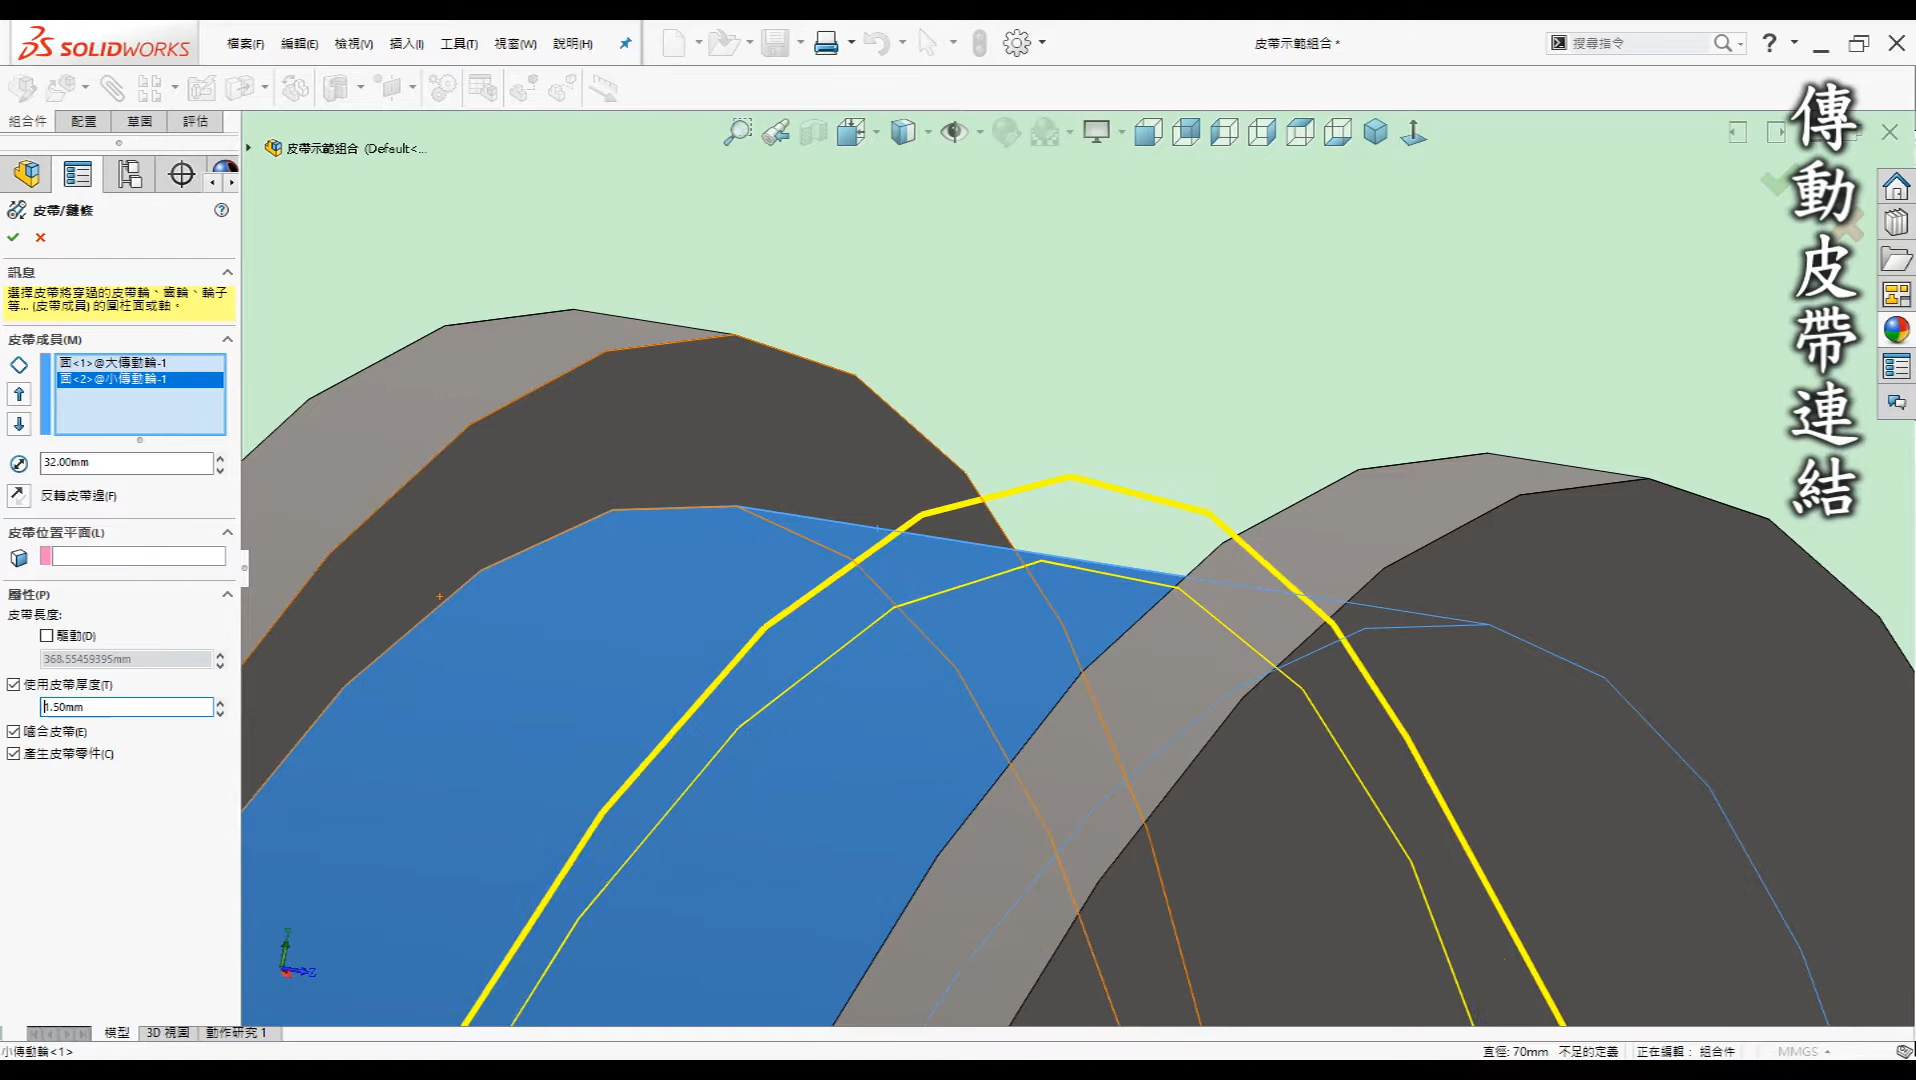 SOLIDWORKS
檔案(F)
編輯(E)
檢視(V)
插入(I)
工具(T)
視窗(W)
說明(H)
皮帶示範組合 *
搜尋指令
組合件
配置
草圖
評估
皮帶示範組合 (Default<...
皮帶/鏈條
訊息
選擇皮帶將穿過的皮帶輪、齒輪、輪子
等... (皮帶成員) 的圓柱面或軸。
皮帶成員(M)
面<1>@大傳動輪-1
面<2>@小傳動輪-1
32.00mm
反轉皮帶邊(F)
皮帶位置平面(L)
屬性(P)
皮帶長度:
驅動(D)
368.55459395mm
使用皮帶厚度(T)
1.50mm
嚙合皮帶(E)
產生皮帶零件(C)
傳動皮帶連結
Y
Z
模型
3D 視圖
動作研究 1
小傳動輪<1>
直徑: 70mm
不足的定義
正在編輯： 組合件
MMGS